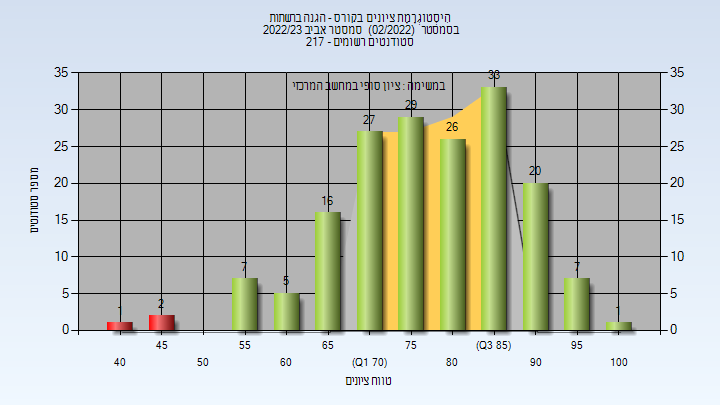 היסטוגרמת ציונים בקורס - הגנה ברשתות
בסמסטר (02/2022) סמסטר אביב 2022/23
סטודנטים רשומים - 217
במשימה : ציון סופי במחשב המרכזי
מספר סטודנטים
35 30 25 20 15 10 5 0
1 2 7 5 16 27 29 26 33 20 7 1
35 30 25 20 15 10 5 0
45 55 65 75 (Q3 85) 95
40 50 60 (Q1 70) 80 90 100
טווח ציונים